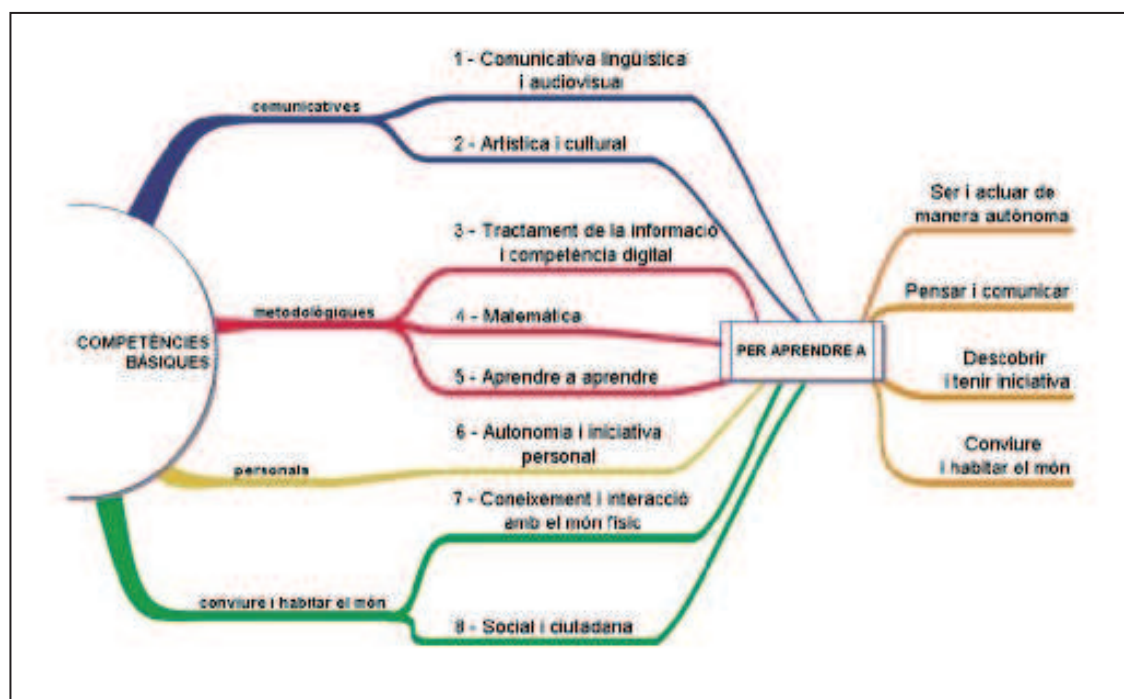 COMPETÈNCIES
BÀSIQUES
comunicatives
1 - Comunicativa lingüística
i audiovisual
2 - Artística i cultural
metodològiques
3 - Tractament de la informació
i competència digital
4 - Matemàtica
5 - Aprendre a aprendre
personals
6 - Autonomia i iniciativa
personal
conviure i habitar el món
7 - Coneixement i interacció
amb el món físic
8 - Social i ciutadana
PER APRENDRE A
Ser i actuar de
manera autònoma
Pensar i comunicar
Descobrir
i tenir iniciativa
Conviure
i habitar el món